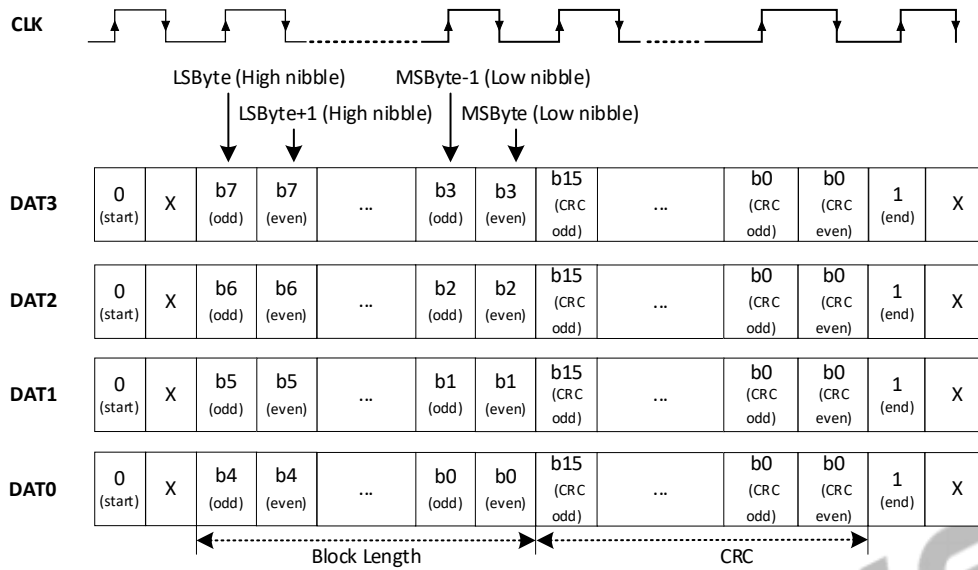 CLK
LSByte (High nibble) MSByte-1 (Low nibble)
LSByte+1 (High nibble) MSByte (Low nibble)
DAT3 0 (start) X b7 (odd) b7 (even) ... b3 (odd) b3 (even) b15 (CRC odd) ... b0 (CRC odd) b0 (CRC even) 1 (end) X
DAT2 0 (start) X b6 (odd) b6 (even) ... b2 (odd) b2 (even) b15 (CRC odd) ... b0 (CRC odd) b0 (CRC even) 1 (end) X
DAT1 0 (start) X b5 (odd) b5 (even) ... b1 (odd) b1 (even) b15 (CRC odd) ... b0 (CRC odd) b0 (CRC even) 1 (end) X
DAT0 0 (start) X b4 (odd) b4 (even) ... b0 (odd) b0 (even) b15 (CRC odd) ... b0 (CRC odd) b0 (CRC even) 1 (end) X
Block Length CRC